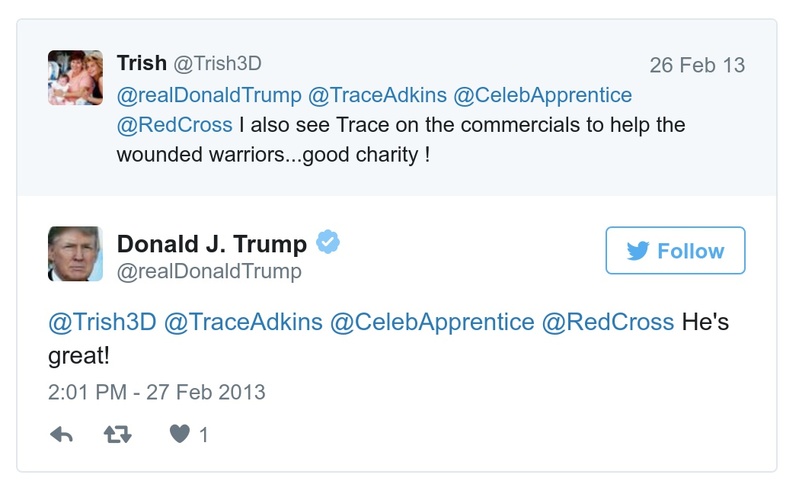 Trish @Trish3D
26 Feb 13
@realDonaldTrump @TraceAdkins @CelebApprentice
@RedCross I also see Trace on the commercials to help the
wounded warriors...good charity !
Donald J. Trump
@realDonaldTrump
Follow
@Trish3D @TraceAdkins @CelebApprentice @RedCross He's
great!
2:01 PM - 27 Feb 2013
1